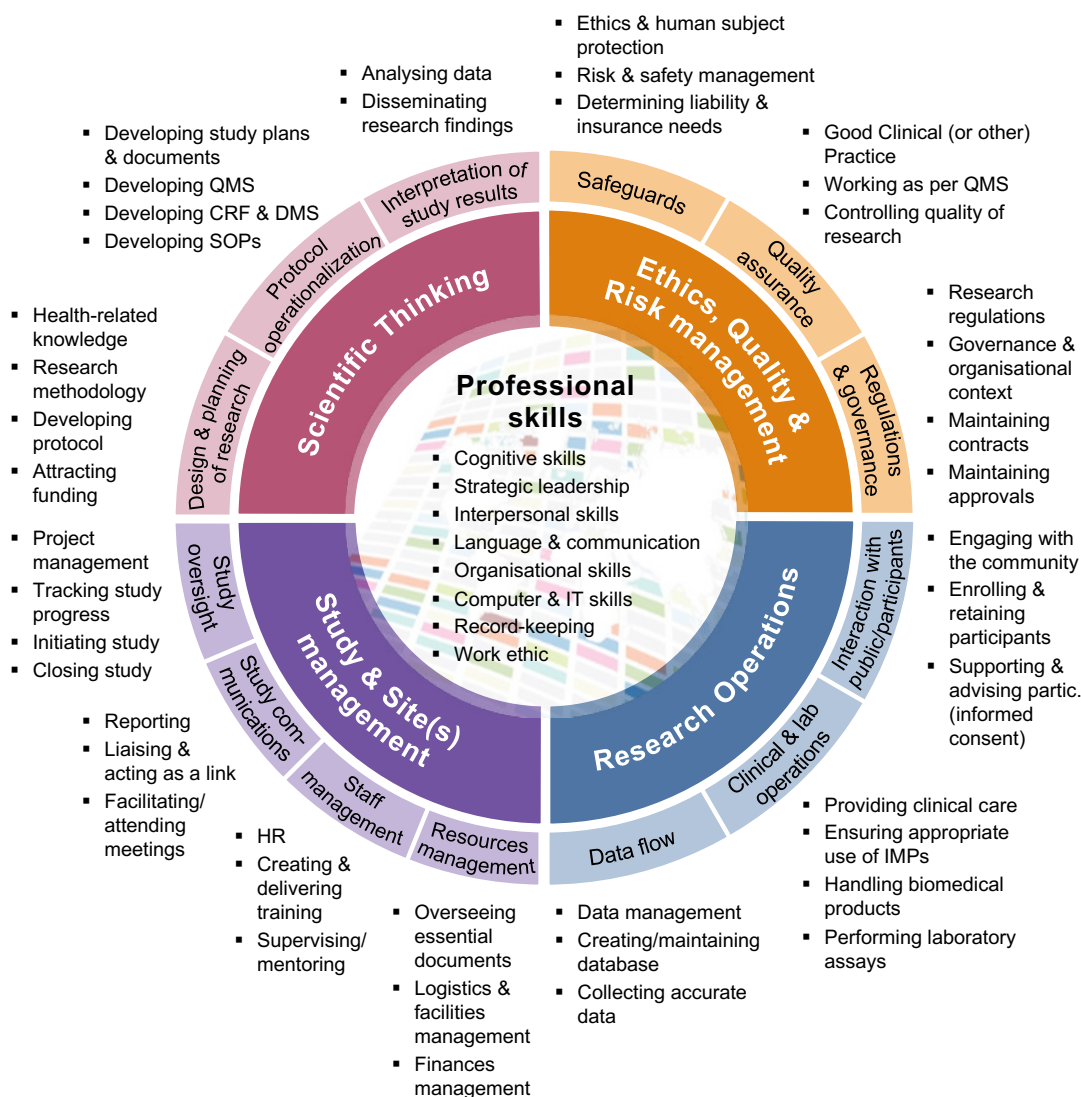 ▪ Ethics & human subject
protection
▪ Risk & safety management
▪ Determining liability &
insurance needs
▪ Analysing data
▪ Disseminating
research findings
▪ Developing study plans
& documents
▪ Developing QMS
▪ Developing CRF & DMS
▪ Developing SOPs
▪ Good Clinical (or other)
Practice
▪ Working as per QMS
▪ Controlling quality of
research
Interpretation of
study results
Safeguards
Protocol
operationalization
Quality
assurance
Design & planning
of research
Regulations
& governance
Scientific Thinking
Ethics, Quality &
Risk management
▪ Health-related
knowledge
▪ Research
methodology
▪ Developing
protocol
▪ Attracting
funding
▪ Research
regulations
▪ Governance &
organisational
context
▪ Maintaining
contracts
▪ Maintaining
approvals
Professional
skills
▪ Cognitive skills
▪ Strategic leadership
▪ Interpersonal skills
▪ Language & communication
▪ Organisational skills
▪ Computer & IT skills
▪ Record-keeping
▪ Work ethic
▪ Project
management
▪ Tracking study
progress
▪ Initiating study
▪ Closing study
Study
oversight
Study & Site(s)
management
Research Operations
Interaction with
public/participants
▪ Engaging with
the community
▪ Enrolling &
retaining
participants
▪ Supporting &
advising partic.
(informed
consent)
Study com-
munications
Staff
management
Resources
management
Data flow
Clinical & lab
operations
▪ Reporting
▪ Liaising &
acting as a link
▪ Facilitating/
attending
meetings
▪ HR
▪ Creating &
delivering
training
▪ Supervising/
mentoring
▪ Overseeing
essential
documents
▪ Logistics &
facilities
management
▪ Finances
management
▪ Data management
▪ Creating/maintaining
database
▪ Collecting accurate
data
▪ Providing clinical care
▪ Ensuring appropriate
use of IMPs
▪ Handling biomedical
products
▪ Performing laboratory
assays